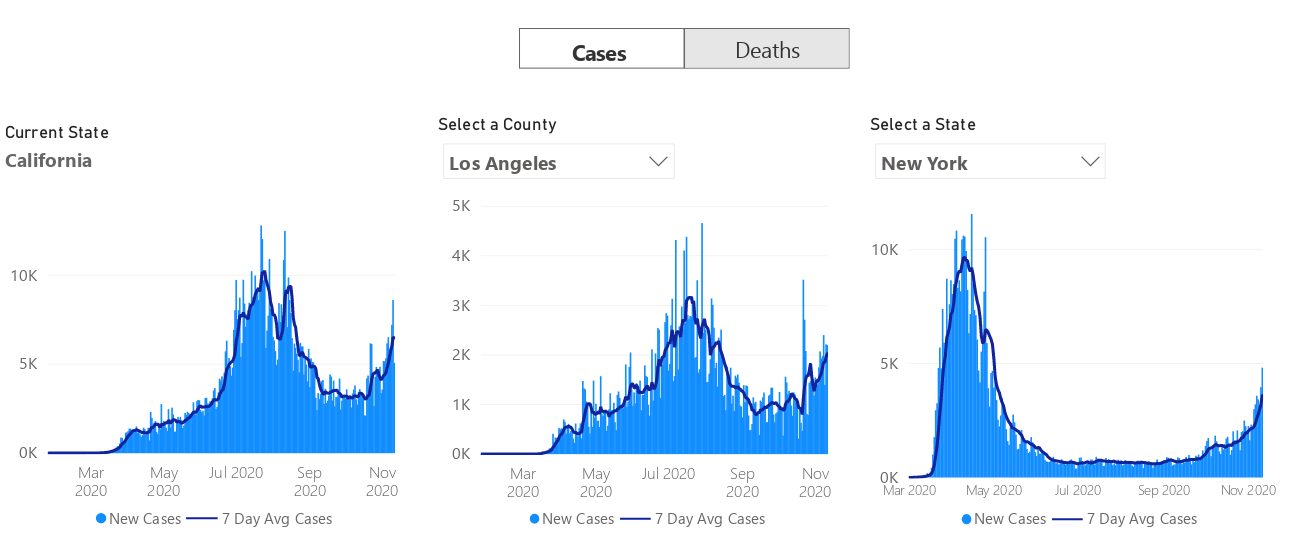 Cases
Deaths
Current State
California
Select a County
Los Angeles
Select a State
New York
10K
5K
0K
Mar 2020
May 2020
Jul 2020
Sep 2020
Nov 2020
New Cases
7 Day Avg Cases
5K
4K
3K
2K
1K
0K
Mar 2020
May 2020
Jul 2020
Sep 2020
Nov 2020
New Cases
7 Day Avg Cases
10K
5K
0K
Mar 2020
May 2020
Jul 2020
Sep 2020
Nov 2020
New Cases
7 Day Avg Cases